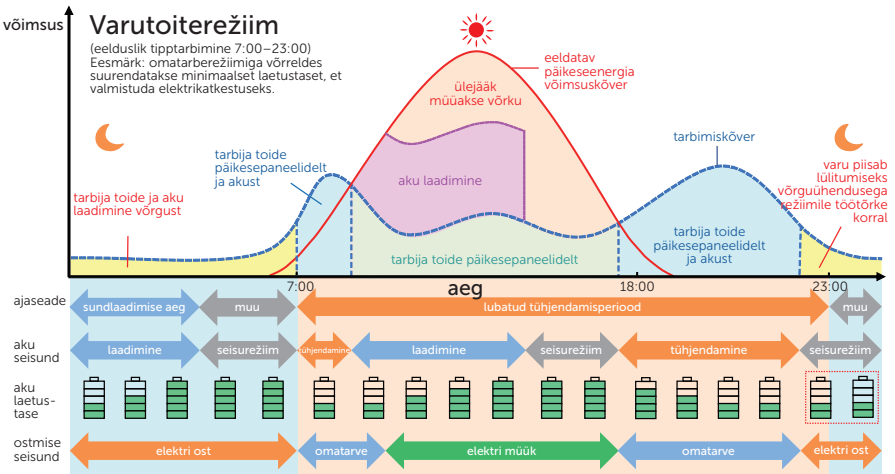 võimsus
Varutoiterežiim
(eelduslik tipptarbimine 7:00–23:00)
Eesmärk: omatarberežiimiga võrreldes
suurendatakse minimaalset laetustaset, et
valmistuda elektrikatkestuseks.
eeldatav
päikeseenergia
võimsuskõver
ülejääk
müüakse võrku
tarbija toide
päikesepaneelidelt
ja akust
tarbimiskõver
varu piisab
lülitumiseks
võrguühendusega
režiimile töötõrke
korral
tarbija toide ja aku
laadimine võrgust
aku laadimine
tarbija toide
päikesepaneelidelt
ja akust
tarbija toide päikesepaneelidelt
7:00
aeg
18:00
23:00
ajaseade
sundlaadimise aeg
muu
lubatud tühjendamisperiood
muu
aku
seisund
laadimine
seisurežiim
tühjendamine
laadimine
seisurežiim
tühjendamine
seisurežiim
aku
laetus-
tase
ostmise
seisund
elektri ost
omatarve
elektri müük
omatarve
elektri ost